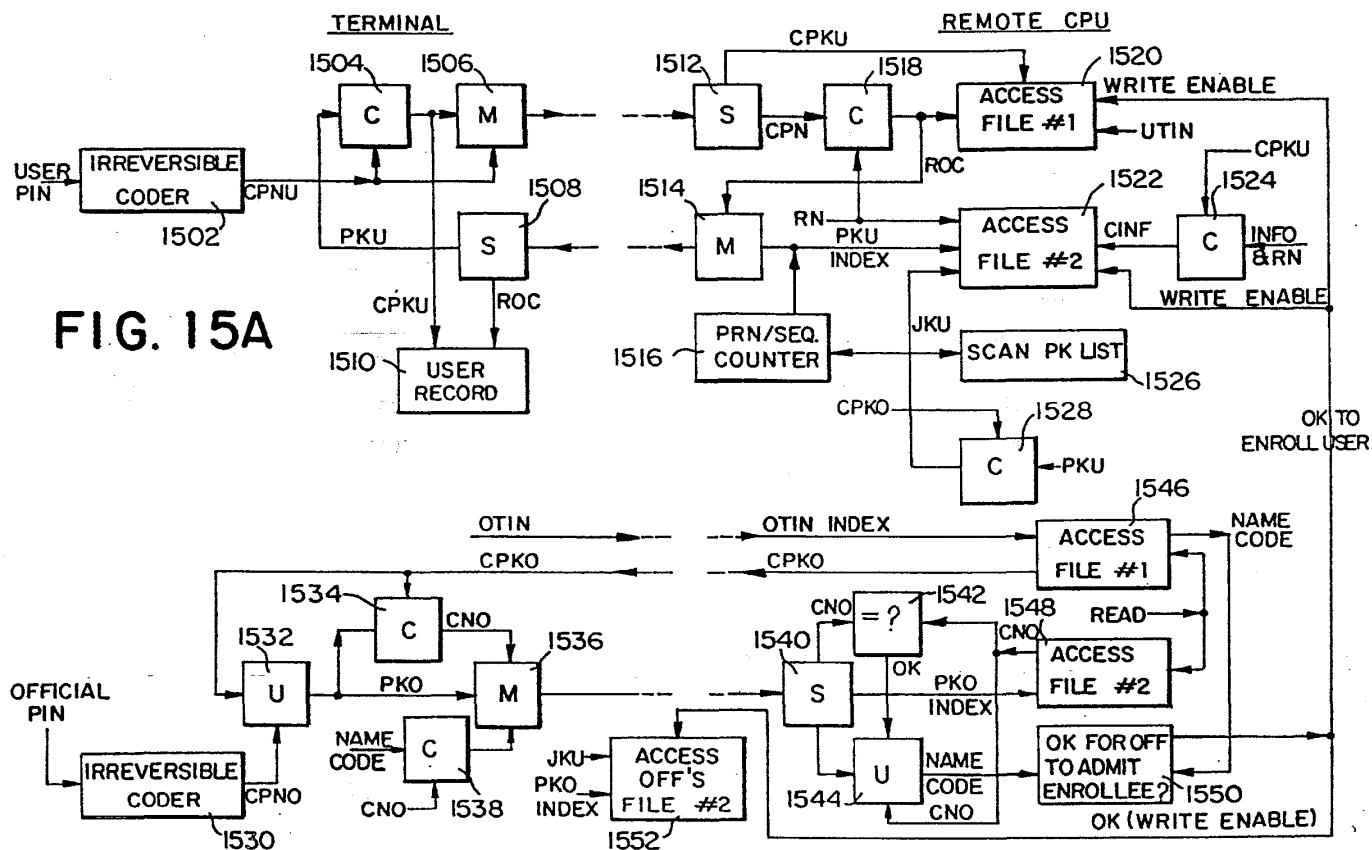 TERMINAL
REMOTE CPU
1504
1506
1512
CPKU
1518
1520
C
M
S
CPN
C
ACCESS
FILE #1
WRITE ENABLE
UTIN
USER
PIN
IRREVERSIBLE
CODER
CPNU
1502
1508
ROC
1514
1522
CPKU
1524
RN
PKU
S
M
PKU
INDEX
ACCESS
FILE #2
CINF
C
INFO
&RN
WRITE ENABLE
FIG. 15A
CPKU
ROC
1510
USER
RECORD
1516
PRN/SEQ.
COUNTER
JKU
SCAN PK LIST
1526
CPKO
1528
C
PKU
OK TO
ENROLL USER
OTIN
OTIN INDEX
1546
ACCESS
FILE #1
NAME
CODE
CPKO
CPKO
1534
C
CNO
1542
= ?
CNO
1548
READ
1532
U
PKO
1536
M
1540
S
OK
CNO
ACCESS
FILE #2
PKO
INDEX
OFFICIAL
PIN
NAME
CODE
C
CNO
1538
JKU
PKO
INDEX
ACCESS
OFF'S
FILE #2
1552
U
1544
NAME
CODE
CNO
OK FOR OFF
TO ADMIT
ENROLLEE?
1550
IRREVERSIBLE
CODER
CPNO
1530
OK (WRITE ENABLE)